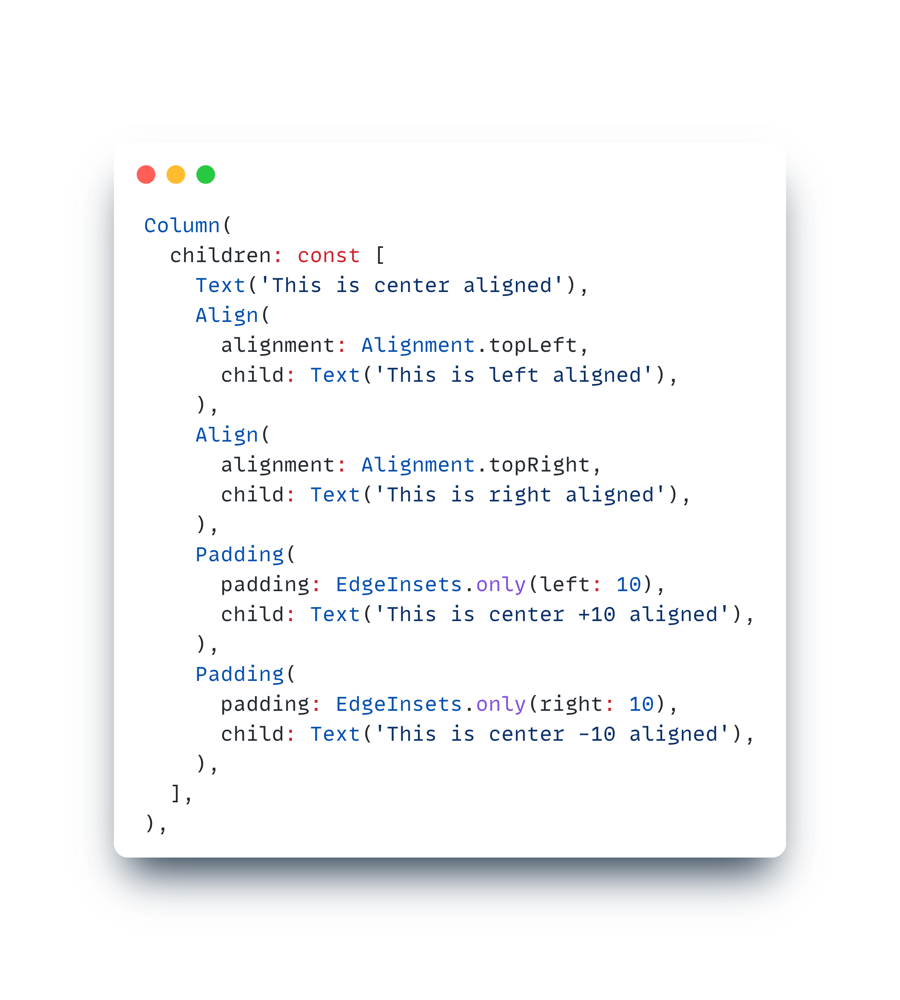 Column(
  children: const [
    Text('This is center aligned'),
    Align(
      alignment: Alignment.topLeft,
      child: Text('This is left aligned'),
    ),
    Align(
      alignment: Alignment.topRight,
      child: Text('This is right aligned'),
    ),
    Padding(
      padding: EdgeInsets.only(left: 10),
      child: Text('This is center +10 aligned'),
    ),
    Padding(
      padding: EdgeInsets.only(right: 10),
      child: Text('This is center -10 aligned'),
    ),
  ],
),